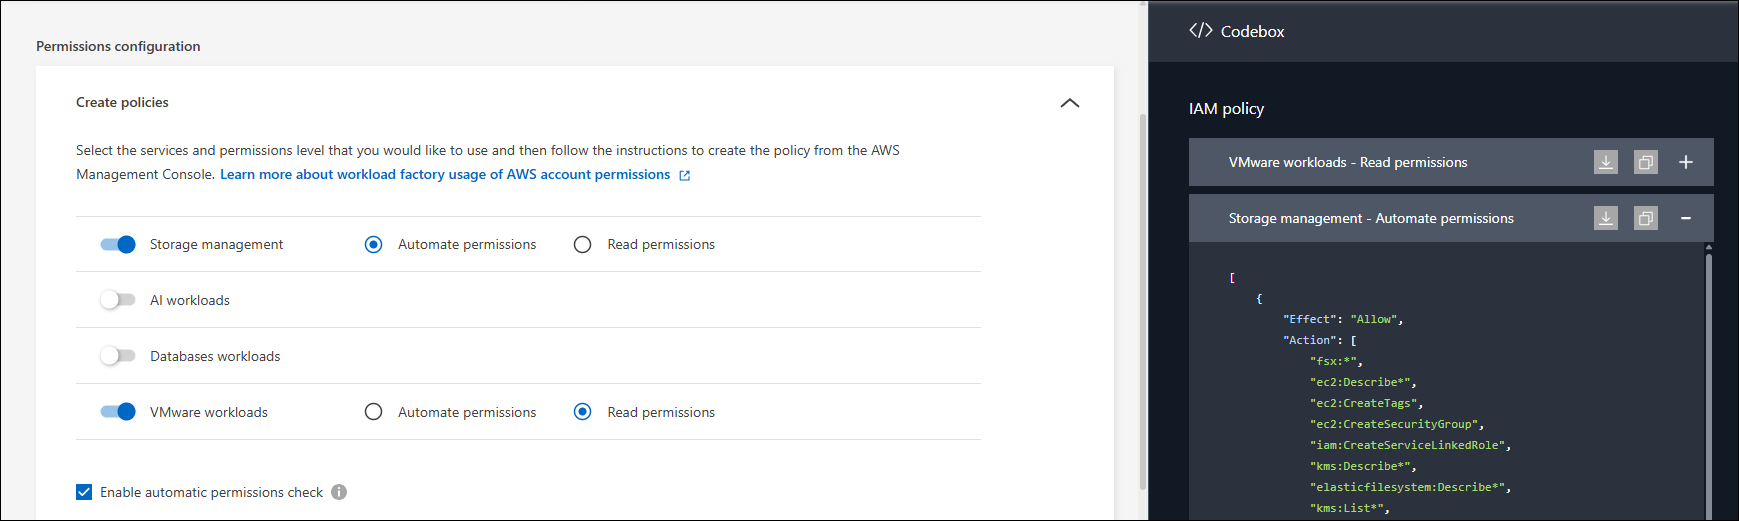 Permissions configuration
Create policies
Select the services and permissions level that you would like to use and then follow the instructions to create the policy from the AWS
Management Console. Learn more about workload factory usage of AWS account permissions
Storage management Automate permissions Read permissions
AI workloads
Databases workloads
VMware workloads Automate permissions Read permissions
Enable automatic permissions check
</> Codebox
IAM policy
VMware workloads - Read permissions
Storage management - Automate permissions
[
{
"Effect": "Allow",
"Action": [
"fsx:*",
"ec2:Describe*",
"ec2:CreateTags",
"ec2:CreateSecurityGroup",
"iam:CreateServiceLinkedRole",
"kms:Describe*",
"elasticfilesystem:Describe*",
"kms:List*",